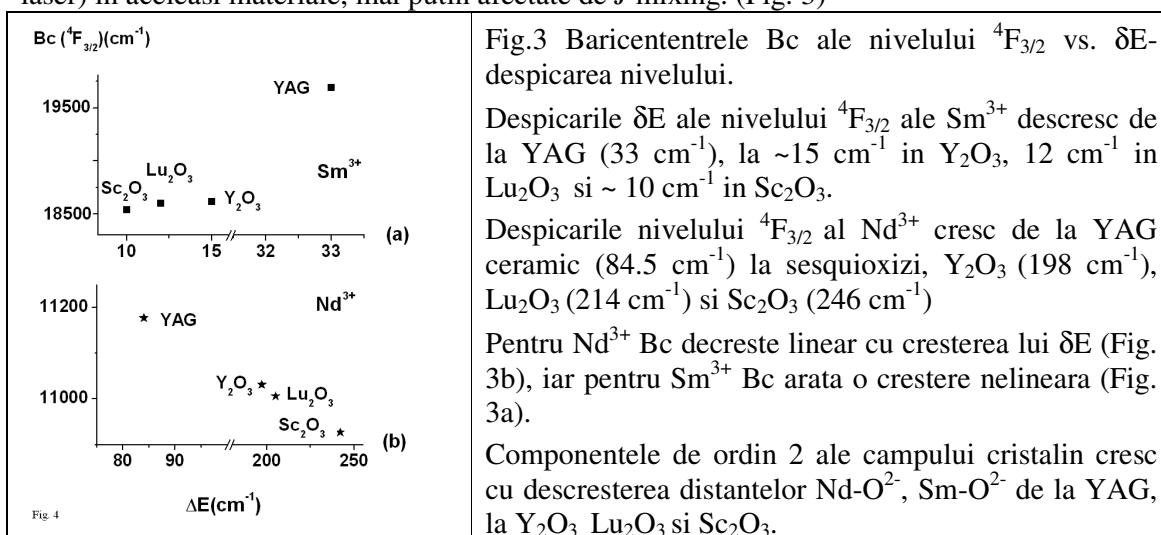 laser) in aceleasi materiale, mai putin afectate de J-mixing. (Fig. 3)
Bc (⁴F₃/₂)(cm⁻¹)
YAG
19500
Sm³⁺
Lu₂O₃
Sc₂O₃
Y₂O₃
18500
(a)
10 15 32 33
Nd³⁺
11200
YAG
Y₂O₃
Lu₂O₃
11000
Sc₂O₃
(b)
80 90 200 250
ΔE(cm⁻¹)
Fig. 4
Fig.3 Baricententrele Bc ale nivelului ⁴F₃/₂ vs. δE-
despicarea nivelului.
Despicarile δE ale nivelului ⁴F₃/₂ ale Sm³⁺ descresc de
la YAG (33 cm⁻¹), la ~15 cm⁻¹ in Y₂O₃, 12 cm⁻¹ in
Lu₂O₃ si ~ 10 cm⁻¹ in Sc₂O₃.
Despicarile nivelului ⁴F₃/₂ al Nd³⁺ cresc de la YAG
ceramic (84.5 cm⁻¹) la sesquioxizi, Y₂O₃ (198 cm⁻¹),
Lu₂O₃ (214 cm⁻¹) si Sc₂O₃ (246 cm⁻¹)
Pentru Nd³⁺ Bc decreste linear cu cresterea lui δE (Fig.
3b), iar pentru Sm³⁺ Bc arata o crestere nelineara (Fig.
3a).
Componentele de ordin 2 ale campului cristalin cresc
cu descresterea distantelor Nd-O²⁻, Sm-O²⁻ de la YAG,
la Y₂O₃ Lu₂O₃ si Sc₂O₃.